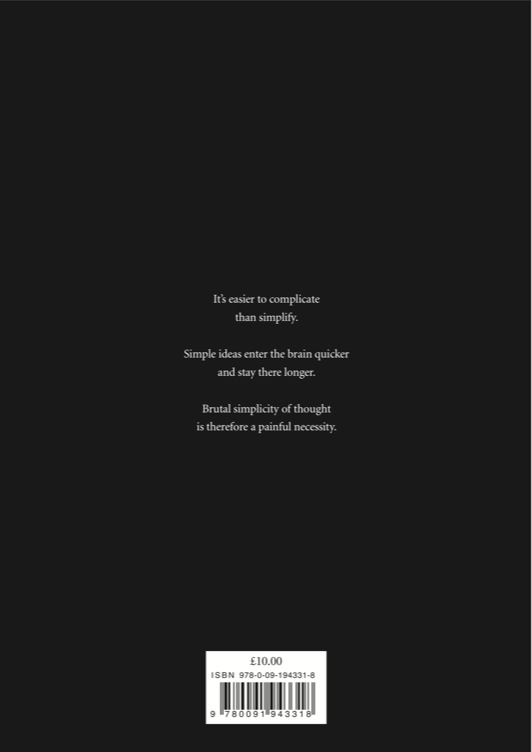 It's easier to complicate
than simplify.
Simple ideas enter the brain quicker
and stay there longer.
Brutal simplicity of thought
is therefore a painful necessity.
£10.00
ISBN 978-0-09-194331-8
9 780091 943318